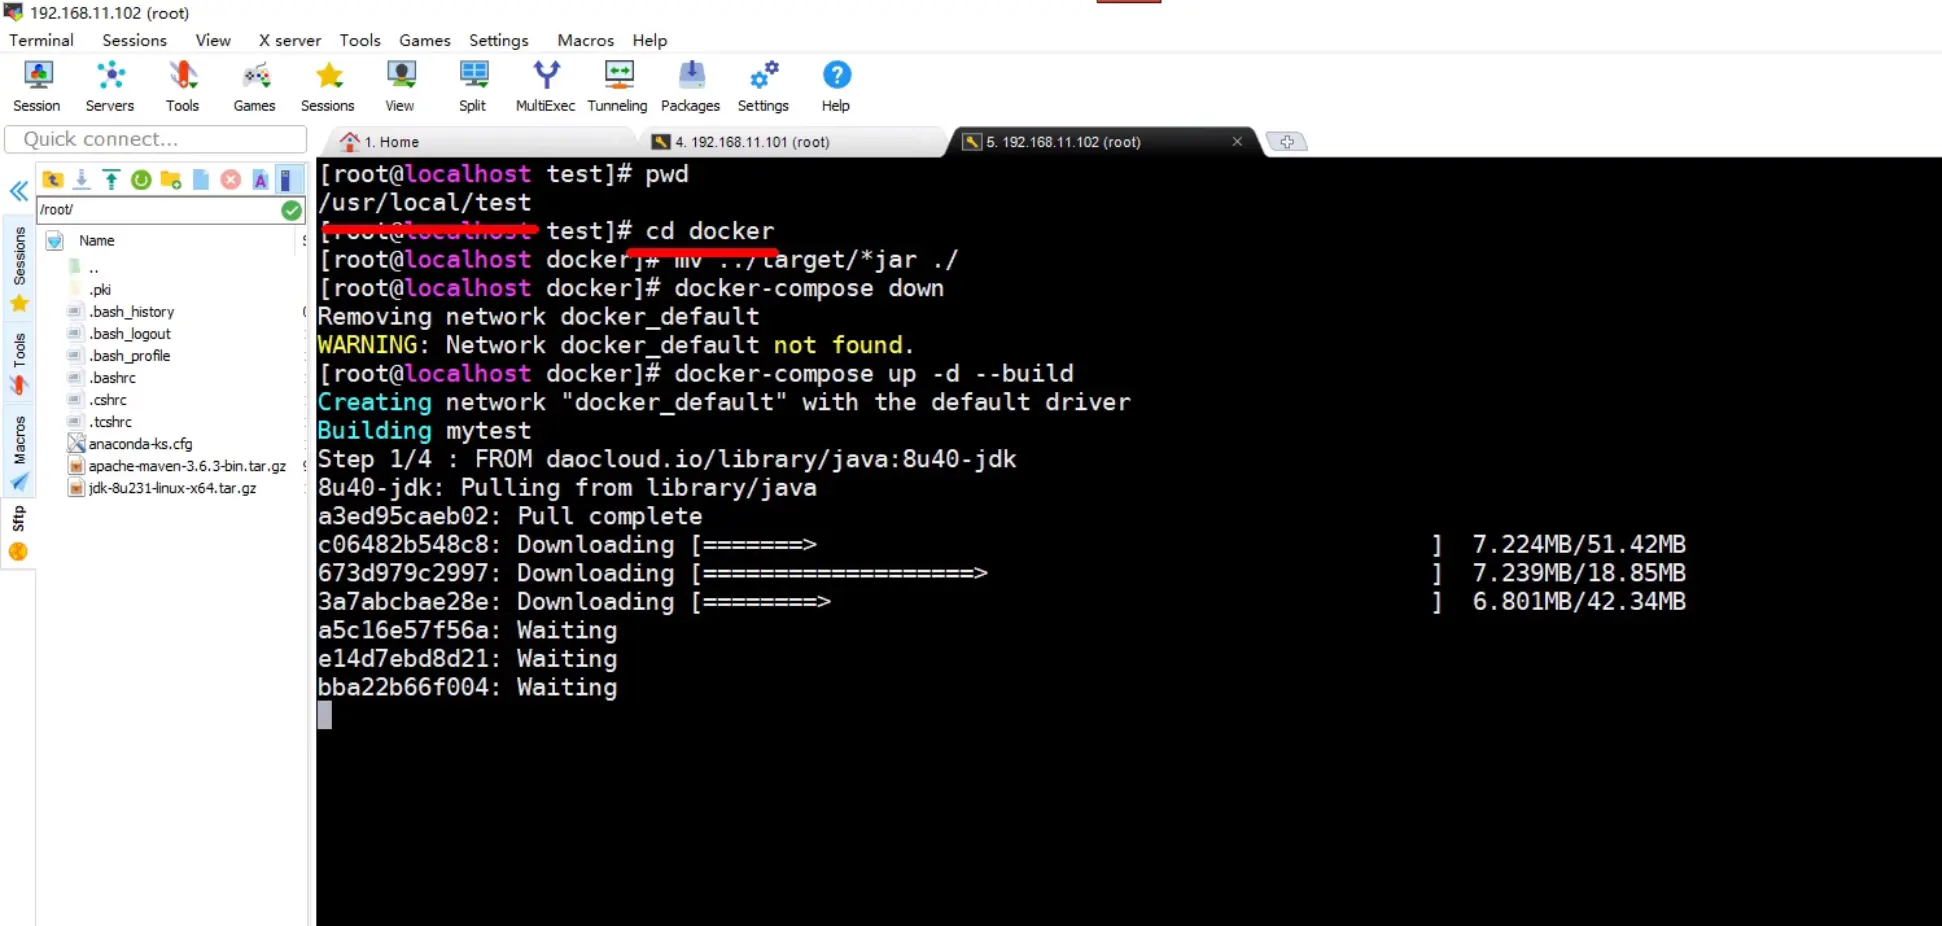 192.168.11.102 (root)
Terminal Sessions View X server Tools Games Settings Macros Help
Session Servers Tools Games Sessions View Split MultiExec Tunneling Packages Settings Help
Quick connect...
1. Home
4. 192.168.11.101 (root)
5. 192.168.11.102 (root)
Sessions
Tools
Macros
Sftp
/root/
Name
..
.pki
.bash_history
.bash_logout
.bash_profile
.bashrc
.cshrc
.tcshrc
anaconda-ks.cfg
apache-maven-3.6.3-bin.tar.gz
jdk-8u231-linux-x64.tar.gz
[root@localhost test]# pwd
/usr/local/test
[root@localhost test]# cd docker
[root@localhost docker]# mv ../target/*jar ./
[root@localhost docker]# docker-compose down
Removing network docker_default
WARNING: Network docker_default not found.
[root@localhost docker]# docker-compose up -d --build
Creating network "docker_default" with the default driver
Building mytest
Step 1/4 : FROM daocloud.io/library/java:8u40-jdk
8u40-jdk: Pulling from library/java
a3ed95caeb02: Pull complete
c06482b548c8: Downloading [=======> ] 7.224MB/51.42MB
673d979c2997: Downloading [===================> ] 7.239MB/18.85MB
3a7abcbae28e: Downloading [========> ] 6.801MB/42.34MB
a5c16e57f56a: Waiting
e14d7ebd8d21: Waiting
bba22b66f004: Waiting